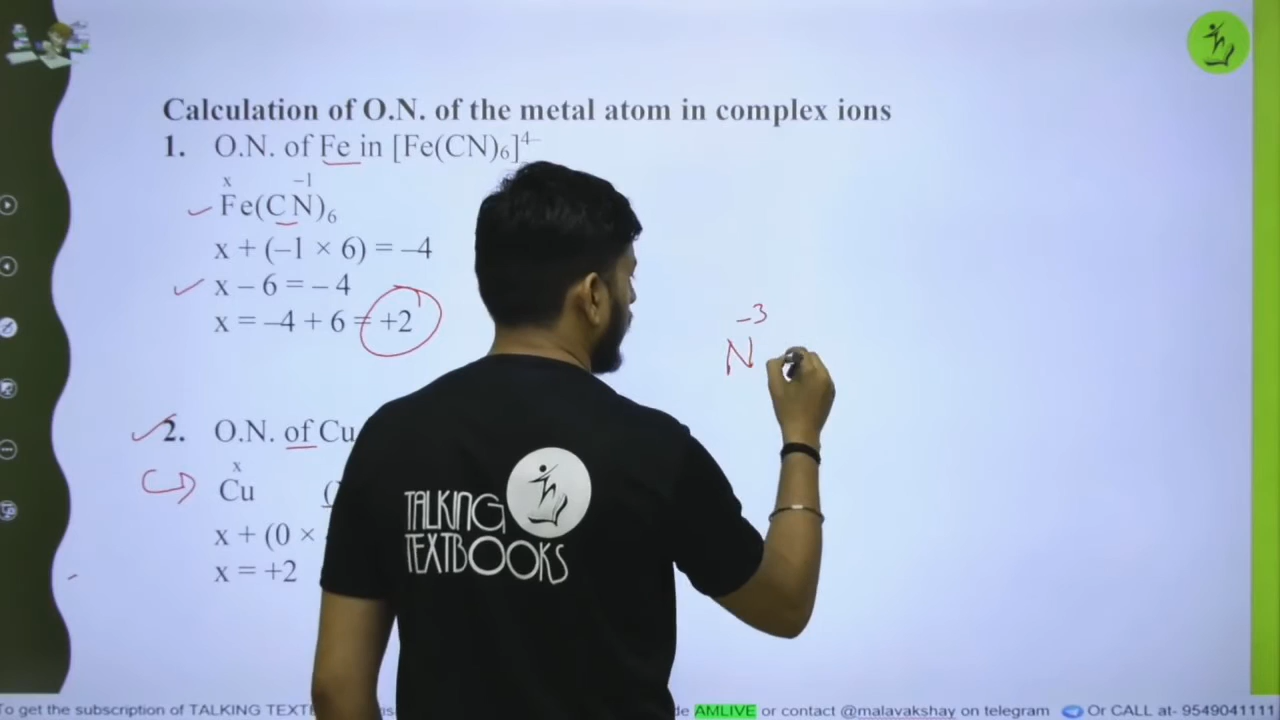 Calculation of O.N. of the metal atom in complex ions
1. O.N. of Fe in [Fe(CN)₆]⁴⁻
x –1
Fe(CN)₆
x + (–1 × 6) = –4
x – 6 = – 4
x = –4 + 6 = +2
–3
N
2. O.N. of Cu
x
Cu (
x + (0 ×
x = +2
TALKING
TEXTBOOKS
To get the subscription of TALKING AMLIVE or contact @malavakshay on telegram Or CALL at- 9549041111